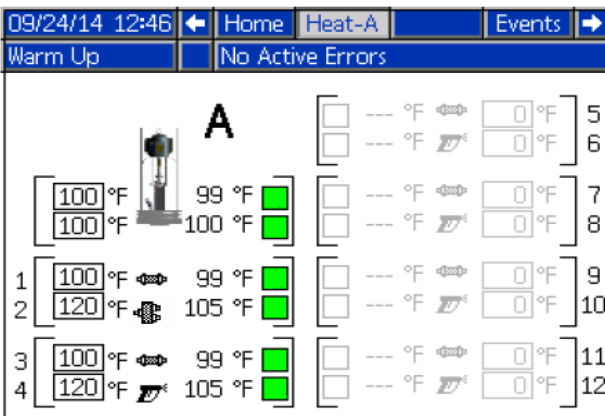 09/24/14 12:46 Home Heat-A Events
Warm Up No Active Errors
A
--- °F 0 °F 5
--- °F 0 °F 6
100 °F 99 °F --- °F 0 °F 7
100 °F 100 °F --- °F 0 °F 8
1 100 °F 99 °F --- °F 0 °F 9
2 120 °F 105 °F --- °F 0 °F 10
3 100 °F 99 °F --- °F 0 °F 11
4 120 °F 105 °F --- °F 0 °F 12